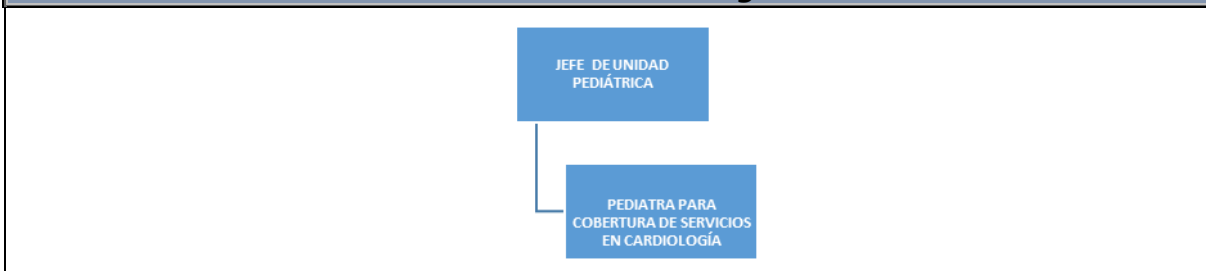 JEFE DE UNIDAD
PEDIÁTRICA
PEDIATRA PARA
COBERTURA DE SERVICIOS
EN CARDIOLOGÍA